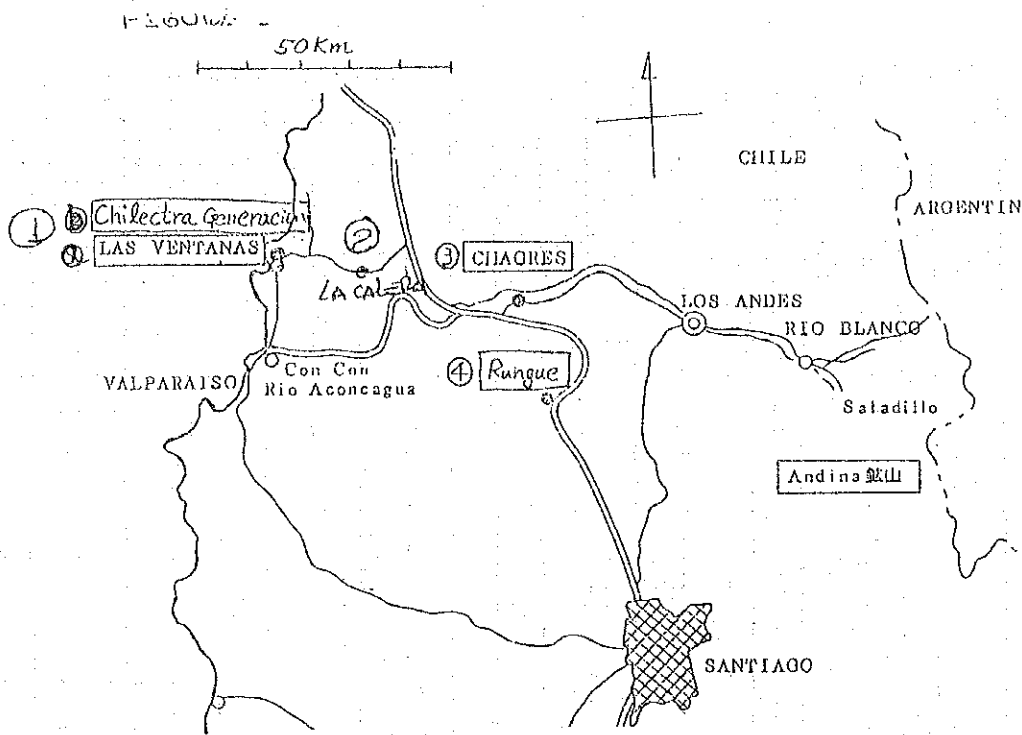 50Km
CHILE
ARGENTIN
① ⓑ Chilectra Generación
ⓐ LAS VENTANAS
②
LA CALERA
③ CHAGRES
LOS ANDES
RIO BLANCO
Saladillo
VALPARAISO
Con Con
Rio Aconcagua
④ Rungue
Andina 鉱山
SANTIAGO